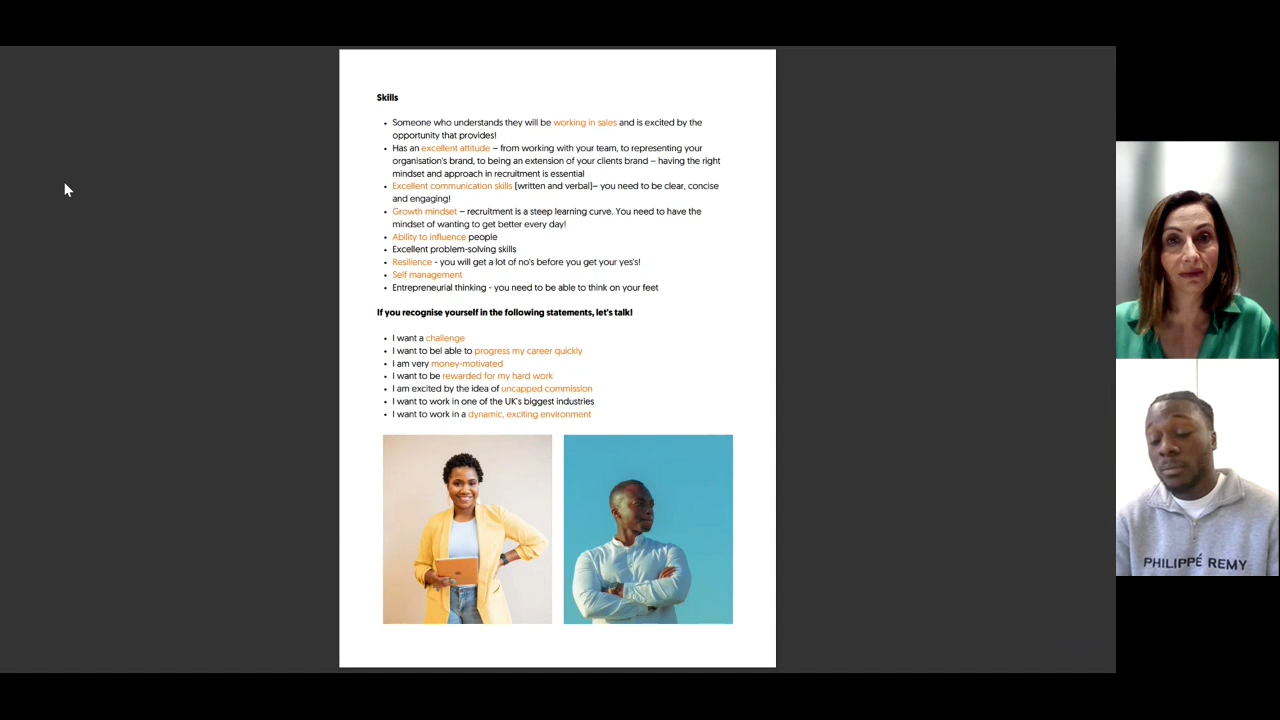 Skills
• Someone who understands they will be working in sales and is excited by the
opportunity that provides!
• Has an excellent attitude – from working with your team, to representing your
organisation's brand, to being an extension of your clients brand – having the right
mindset and approach in recruitment is essential
• Excellent communication skills (written and verbal)– you need to be clear, concise
and engaging!
• Growth mindset – recruitment is a steep learning curve. You need to have the
mindset of wanting to get better every day!
• Ability to influence people
• Excellent problem-solving skills
• Resilience - you will get a lot of no's before you get your yes's!
• Self management
• Entrepreneurial thinking - you need to be able to think on your feet
If you recognise yourself in the following statements, let's talk!
• I want a challenge
• I want to bel able to progress my career quickly
• I am very money-motivated
• I want to be rewarded for my hard work
• I am excited by the idea of uncapped commission
• I want to work in one of the UK's biggest industries
• I want to work in a dynamic, exciting environment
PHILIPPÉ REMY